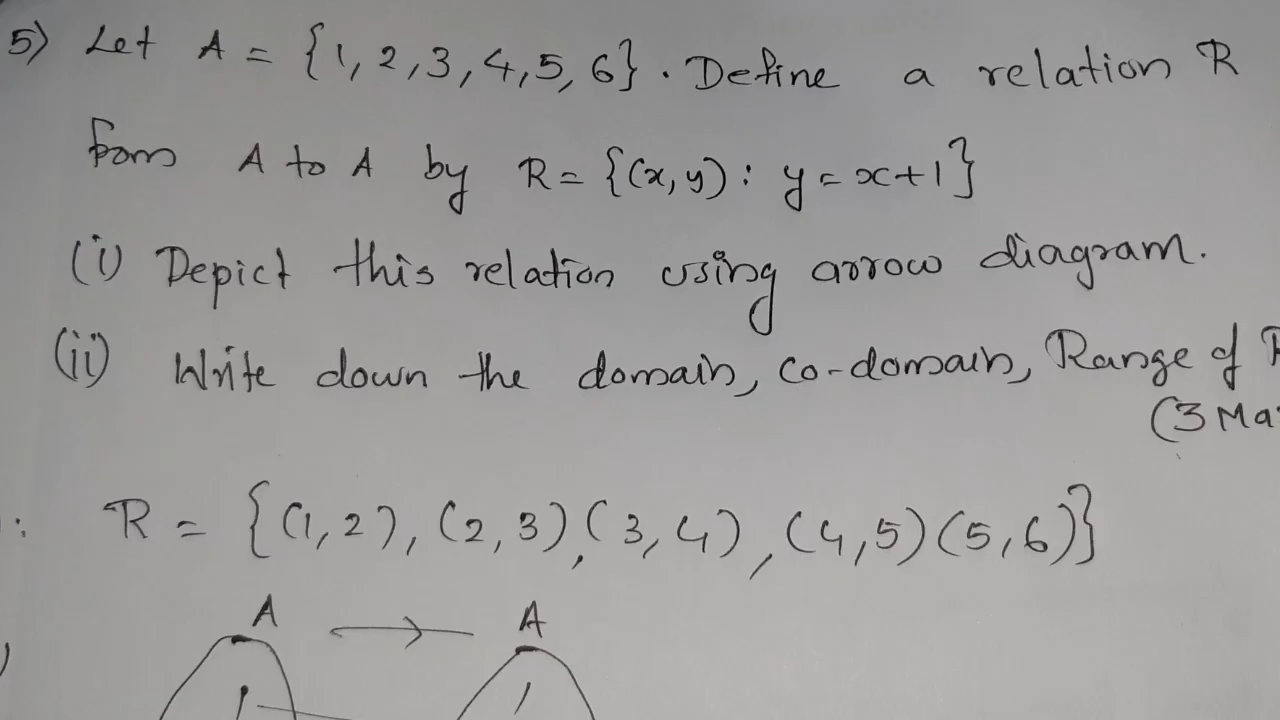 5) Let A = {1, 2, 3, 4, 5, 6}. Define a relation R
from A to A by R = {(x, y) : y = x + 1}
(i) Depict this relation using arrow diagram.
(ii) Write down the domain, co-domain, Range of R
(3 Ma
: R = {(1, 2), (2, 3), (3, 4), (4, 5) (5, 6)}
A → A
1 1